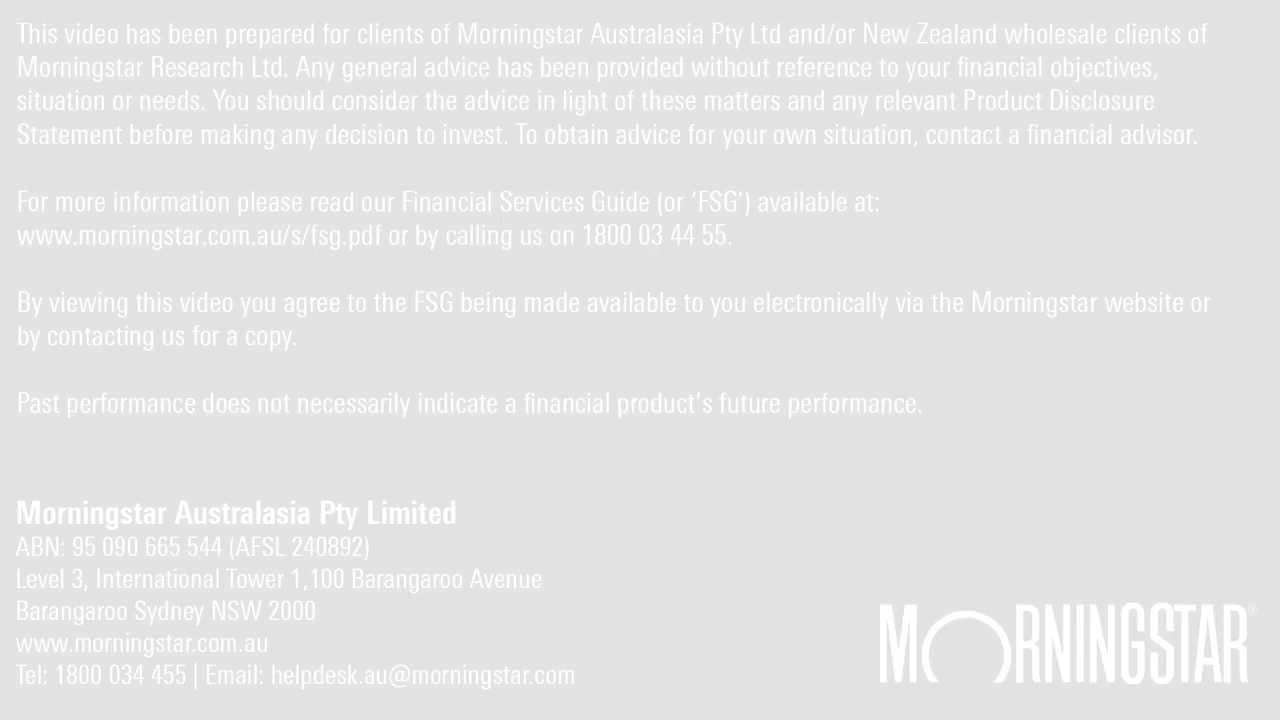 This video has been prepared for clients of Morningstar Australasia Pty Ltd and/or New Zealand wholesale clients of
Morningstar Research Ltd. Any general advice has been provided without reference to your financial objectives,
situation or needs. You should consider the advice in light of these matters and any relevant Product Disclosure
Statement before making any decision to invest. To obtain advice for your own situation, contact a financial advisor.
For more information please read our Financial Services Guide (or ‘FSG’) available at:
www.morningstar.com.au/s/fsg.pdf or by calling us on 1800 03 44 55.
By viewing this video you agree to the FSG being made available to you electronically via the Morningstar website or
by contacting us for a copy.
Past performance does not necessarily indicate a financial product’s future performance.
Morningstar Australasia Pty Limited
ABN: 95 090 665 544 (AFSL 240892)
Level 3, International Tower 1,100 Barangaroo Avenue
Barangaroo Sydney NSW 2000
www.morningstar.com.au
Tel: 1800 034 455 | Email: helpdesk.au@morningstar.com
MORNINGSTAR®